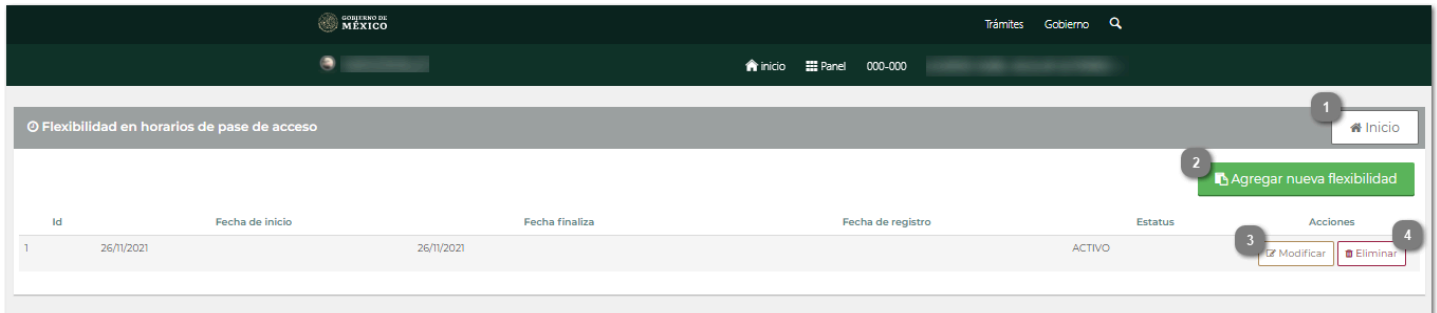 GOBIERNO DE
MÉXICO
Trámites Gobierno
inicio Panel 000-000
1
Flexibilidad en horarios de pase de acceso
Inicio
2
Agregar nueva flexibilidad
Id Fecha de inicio Fecha finaliza Fecha de registro Estatus Acciones
1 26/11/2021 26/11/2021 ACTIVO 3 Modificar 4 Eliminar